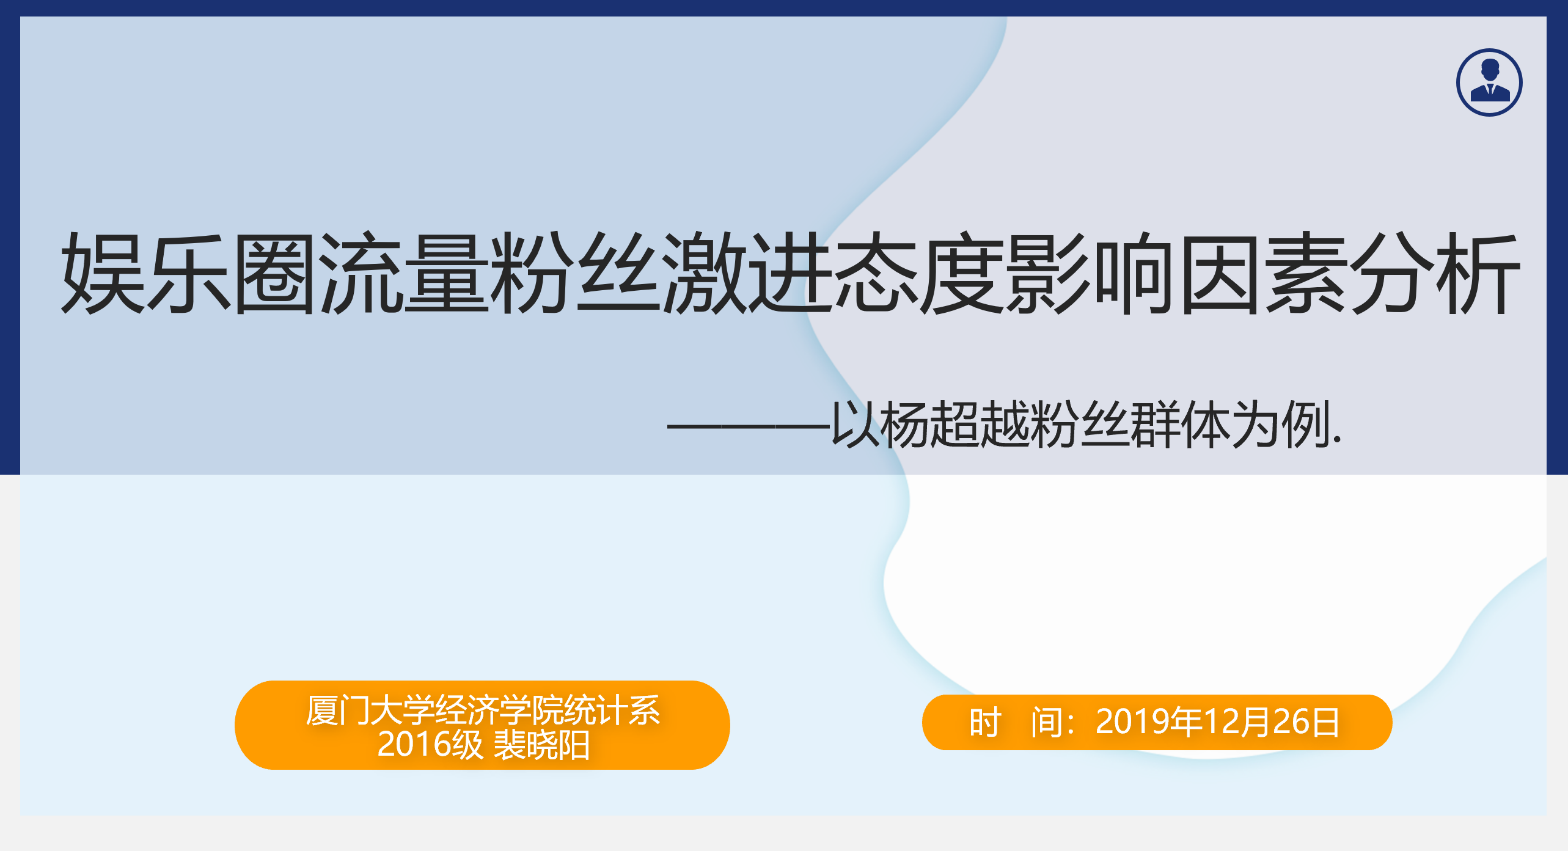 娱乐圈流量粉丝激进态度影响因素分析
———以杨超越粉丝群体为例.
厦门大学经济学院统计系
2016级 裴晓阳
时 间：2019年12月26日